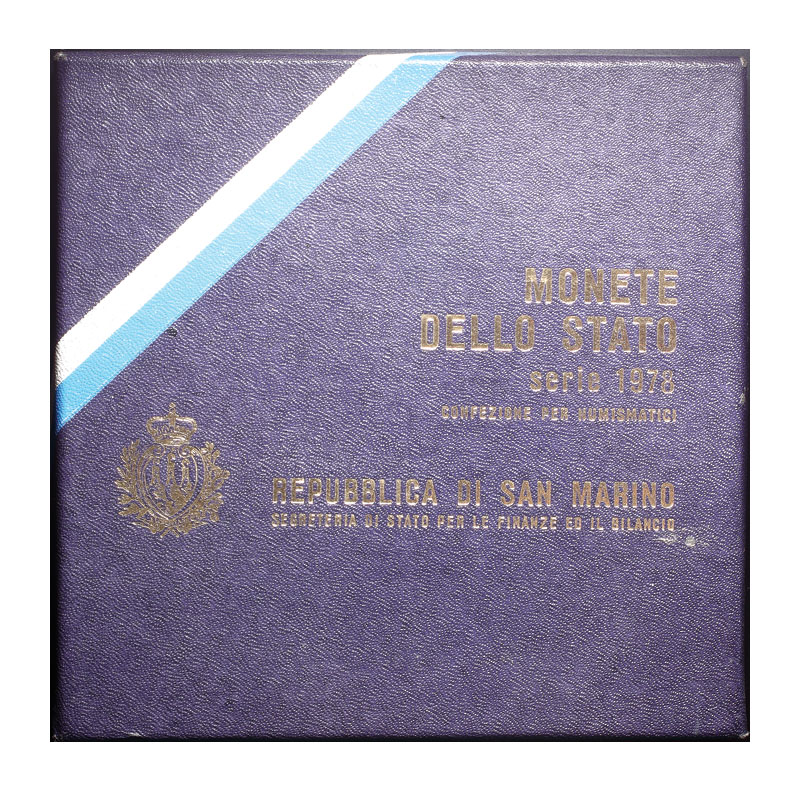 MONETE
DELLO STATO
serie 1978
CONFEZIONE PER NUMISMATICI
REPUBBLICA DI SAN MARINO
SEGRETERIA DI STATO PER LE FINANZE ED IL BILANCIO